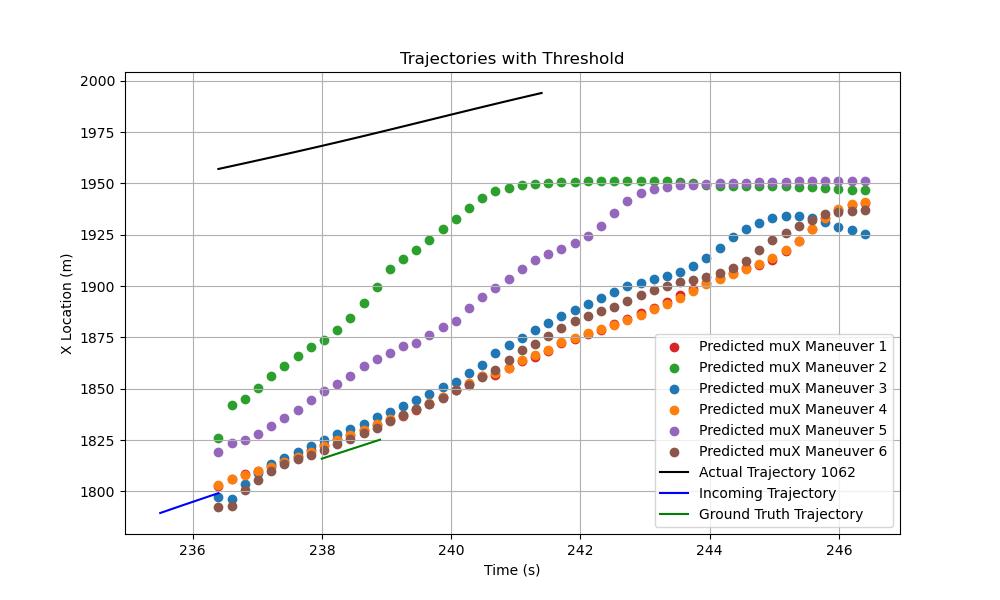 Trajectories with Threshold
X Location (m)
2000
1975
1950
1925
1900
1875
1850
1825
1800
Predicted muX Maneuver 1
Predicted muX Maneuver 2
Predicted muX Maneuver 3
Predicted muX Maneuver 4
Predicted muX Maneuver 5
Predicted muX Maneuver 6
Actual Trajectory 1062
Incoming Trajectory
Ground Truth Trajectory
236 238 240 242 244 246
Time (s)